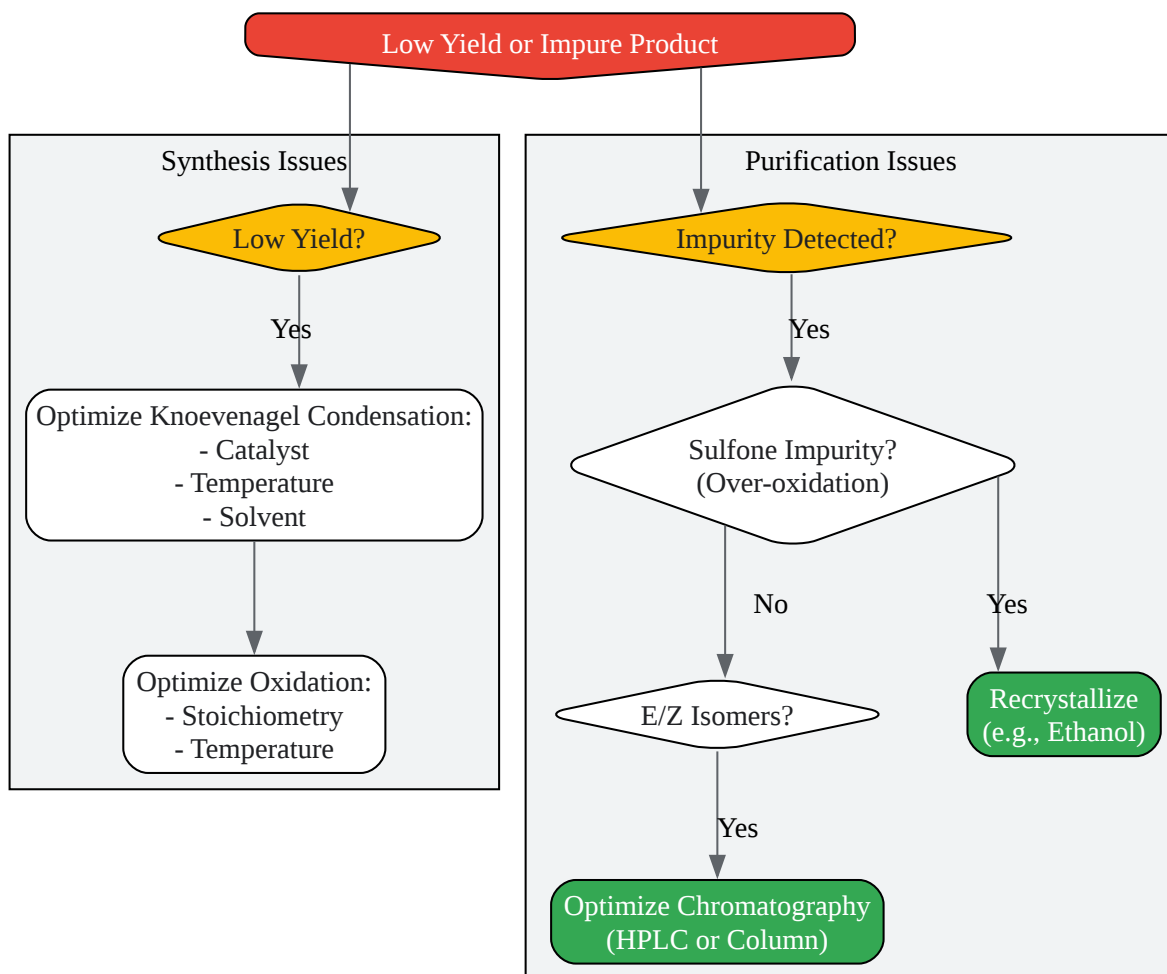 Low Yield or Impure Product
Synthesis Issues
Low Yield?
Yes
Optimize Knoevenagel Condensation:
- Catalyst
- Temperature
- Solvent
Optimize Oxidation:
- Stoichiometry
- Temperature
Purification Issues
Impurity Detected?
Yes
Sulfone Impurity?
(Over-oxidation)
No
Yes
E/Z Isomers?
Recrystallize
(e.g., Ethanol)
Yes
Optimize Chromatography
(HPLC or Column)